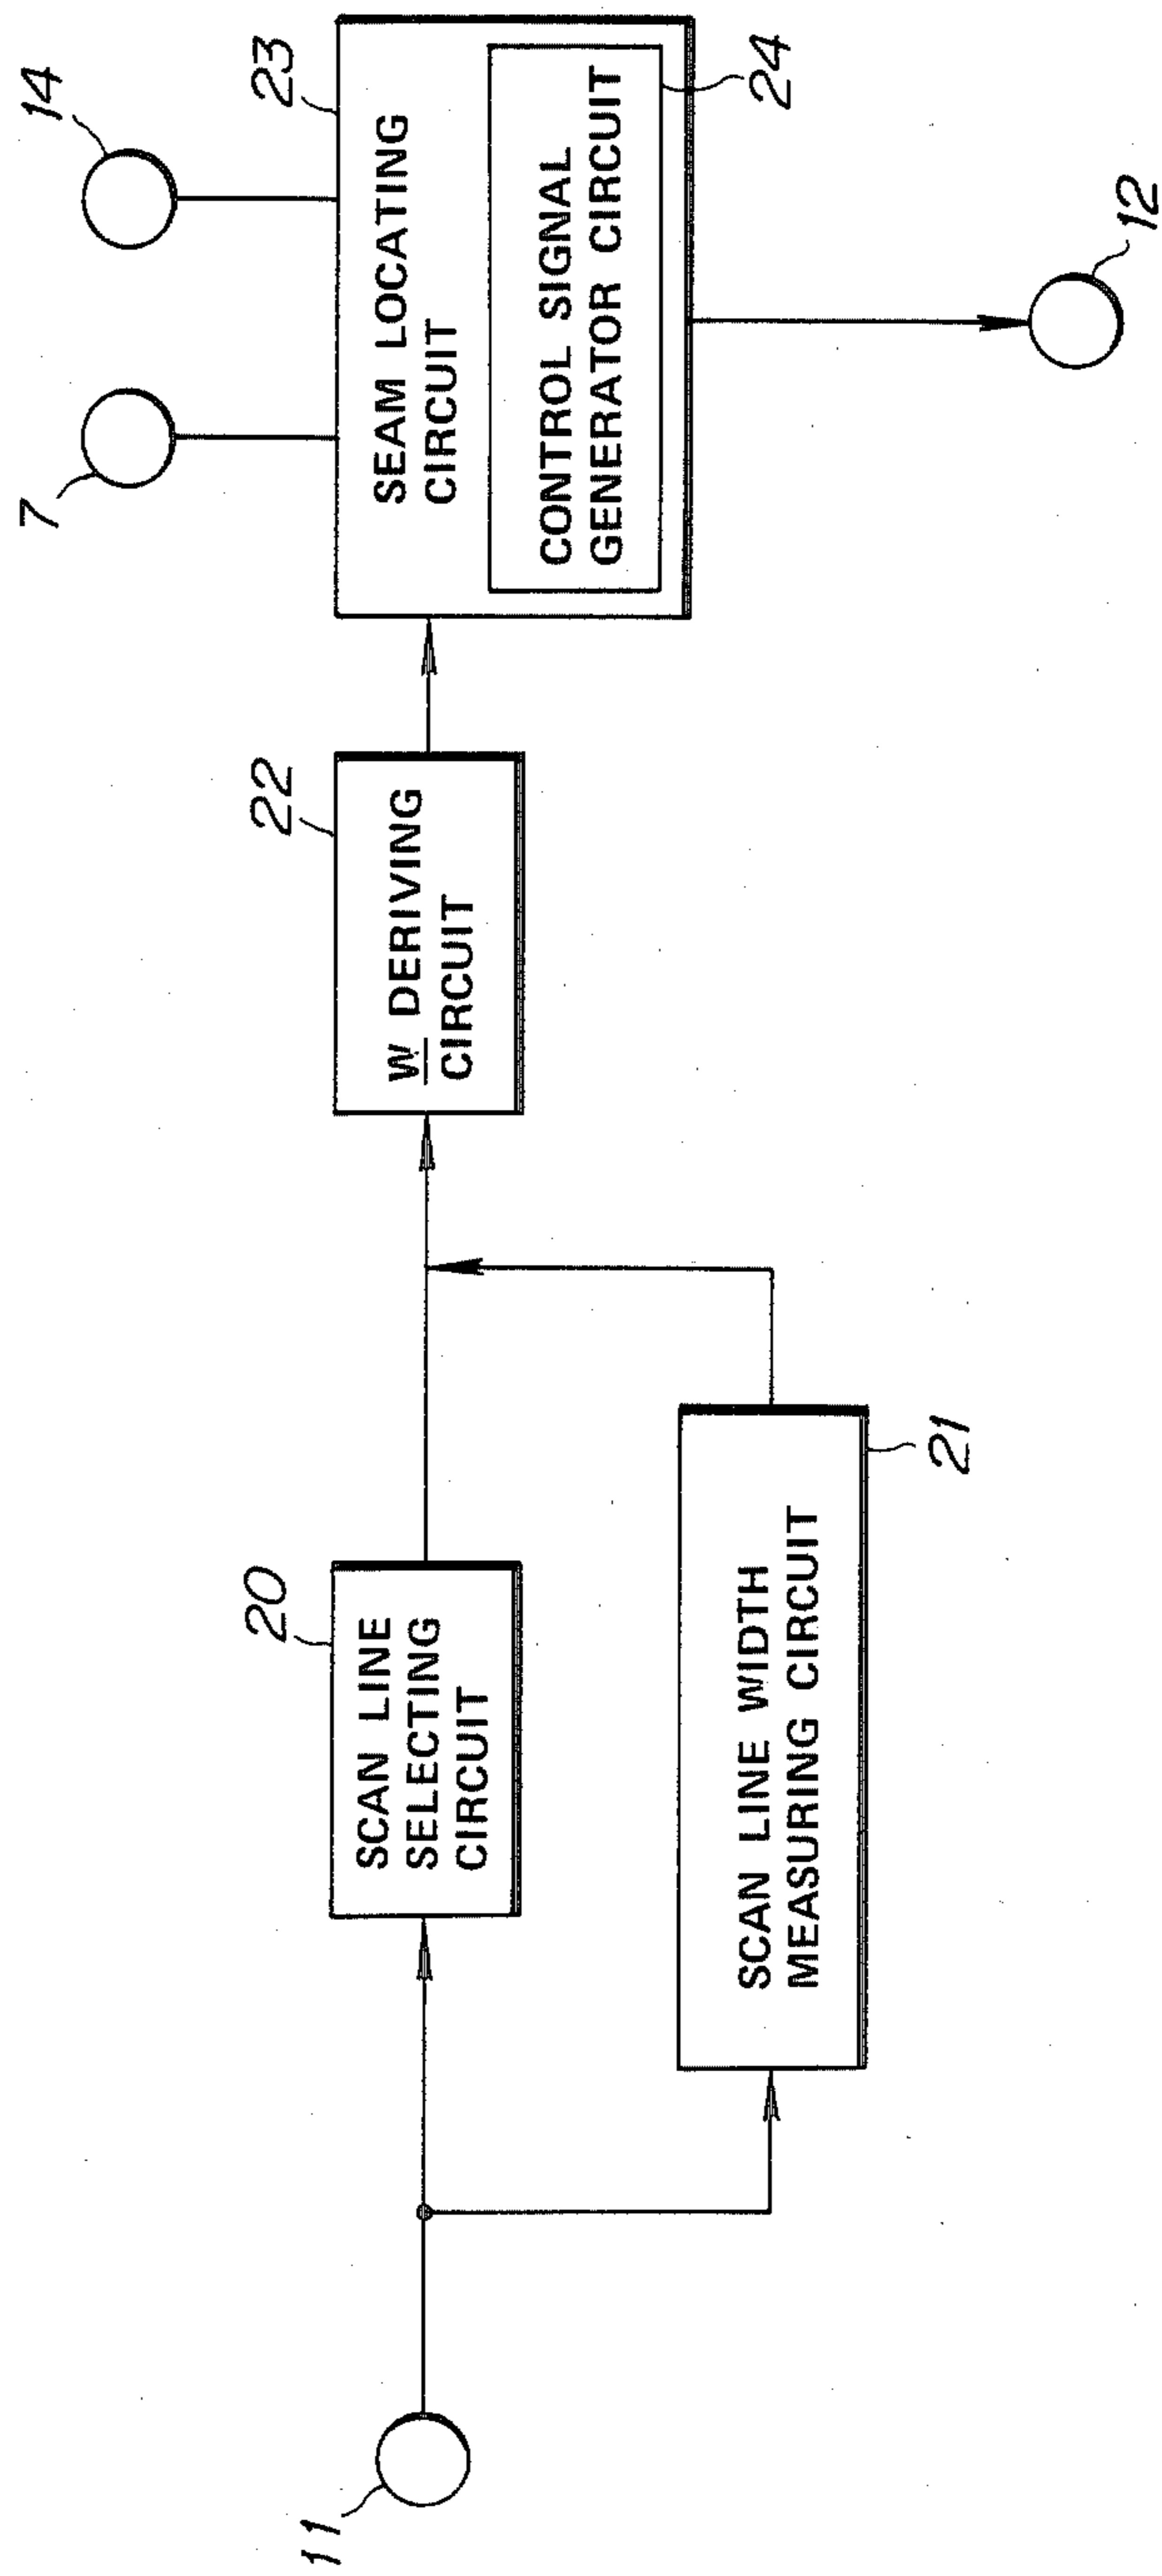 11
20
SCAN LINE
SELECTING
CIRCUIT
SCAN LINE WIDTH
MEASURING CIRCUIT
21
22
W DERIVING
CIRCUIT
7
14
23
SEAM LOCATING
CIRCUIT
CONTROL SIGNAL
GENERATOR CIRCUIT
24
12